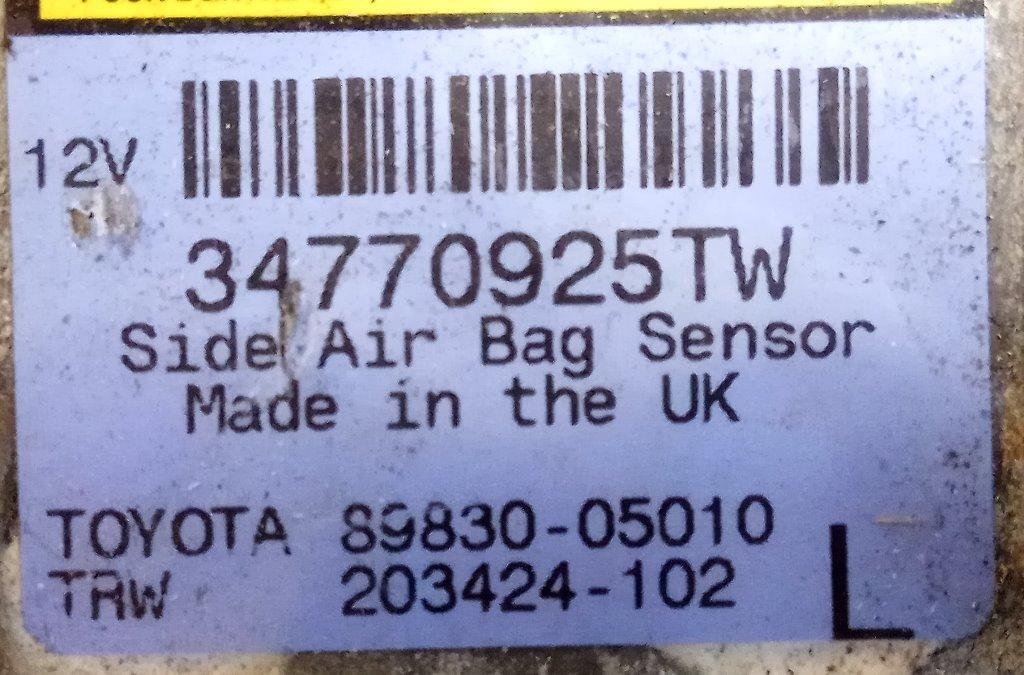 12V
34770925TW
Side Air Bag Sensor
Made in the UK
TOYOTA 89830-05010
TRW 203424-102
L